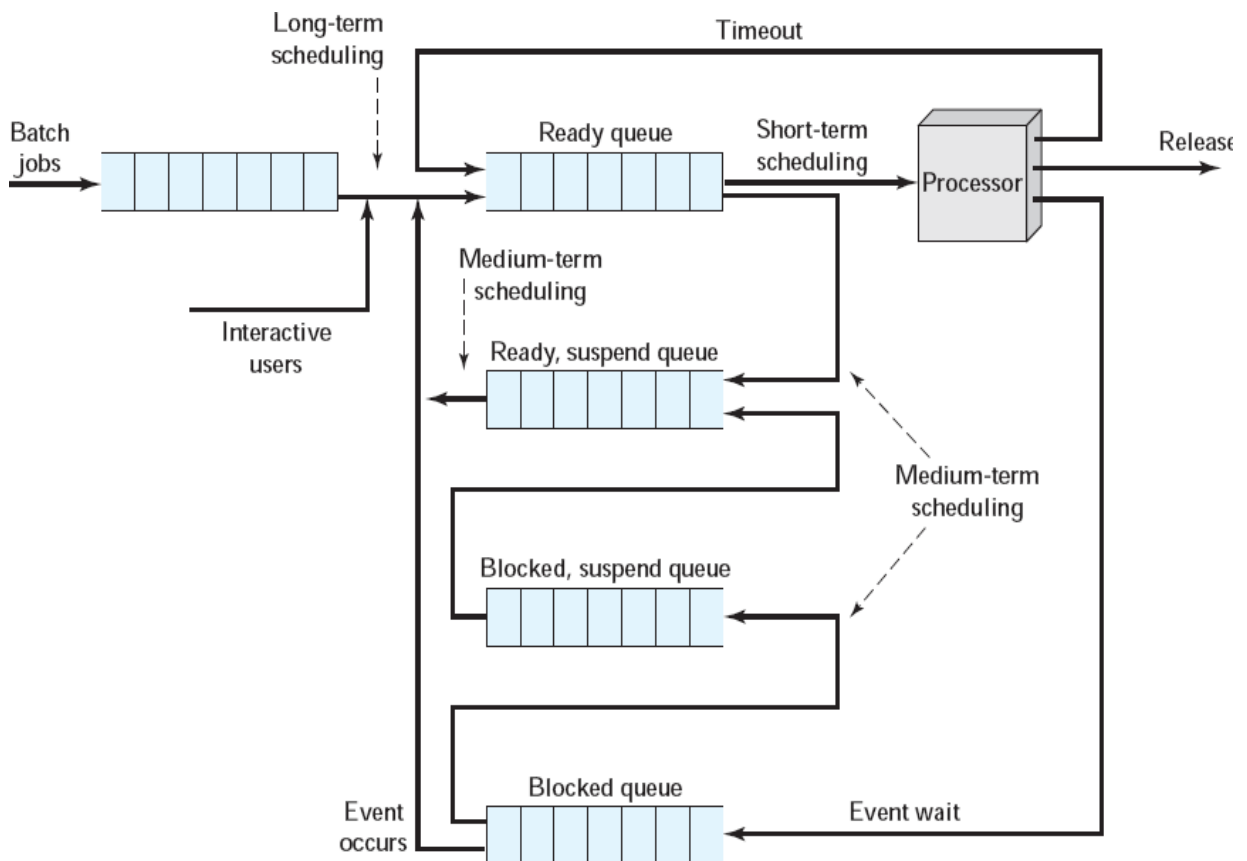 Long-term
scheduling
Timeout
Batch
jobs
Ready queue
Short-term
scheduling
Processor
Release
Medium-term
scheduling
Interactive
users
Ready, suspend queue
Medium-term
scheduling
Blocked, suspend queue
Blocked queue
Event
occurs
Event wait